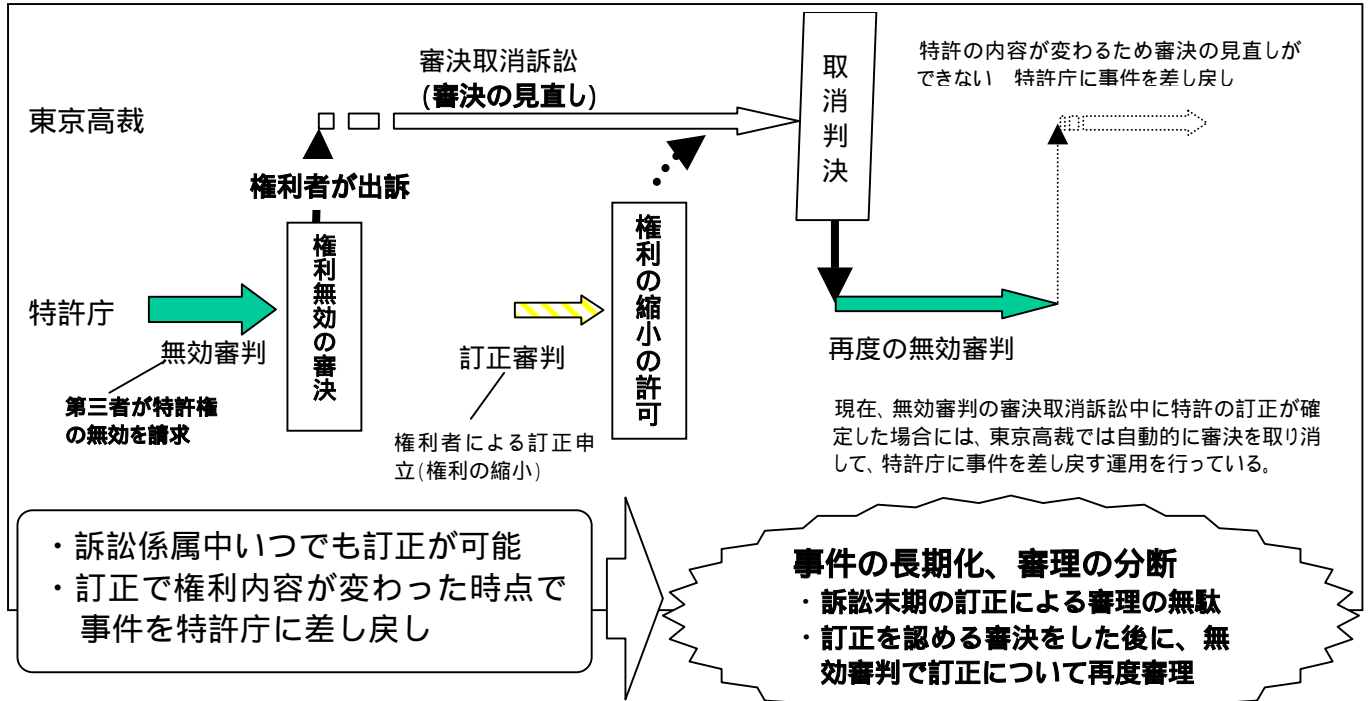 審決取消訴訟
(審決の見直し)
東京高裁
取消判決
特許の内容が変わるため審決の見直しが
できない　特許庁に事件を差し戻し
権利者が出訴
権利無効の審決
権利の縮小の許可
特許庁
無効審判
第三者が特許権
の無効を請求
訂正審判
権利者による訂正申
立(権利の縮小)
再度の無効審判
現在、無効審判の審決取消訴訟中に特許の訂正が確
定した場合には、東京高裁では自動的に審決を取り消
して、特許庁に事件を差し戻す運用を行っている。
・訴訟係属中いつでも訂正が可能
・訂正で権利内容が変わった時点で
事件を特許庁に差し戻し
事件の長期化、審理の分断
・訴訟末期の訂正による審理の無駄
・訂正を認める審決をした後に、無
効審判で訂正について再度審理